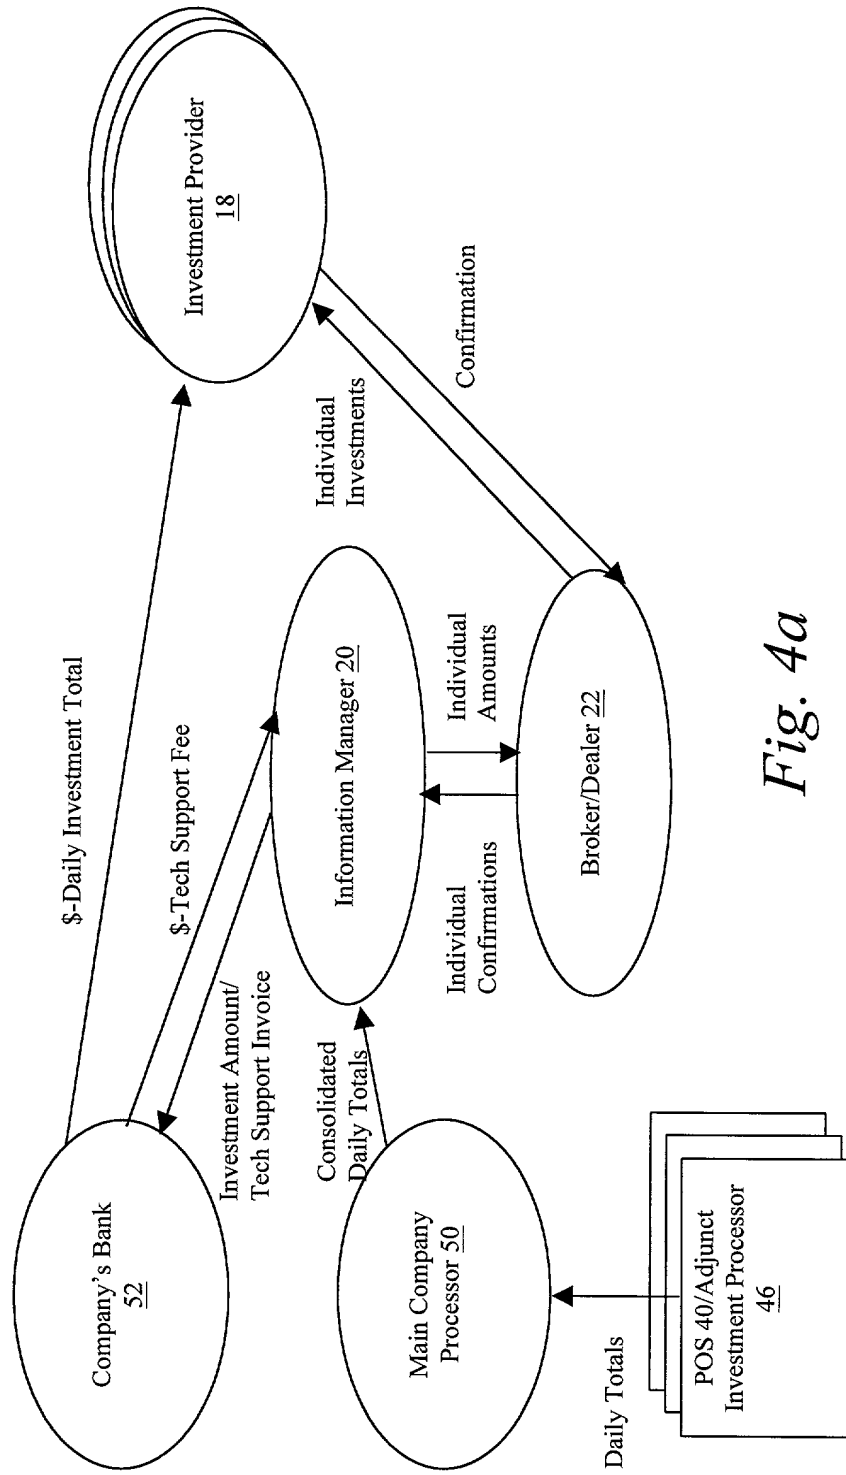 $-Daily Investment Total
Company's Bank
52
$-Tech Support Fee
Investment Provider
18
Investment Amount/
Tech Support Invoice
Individual
Investments
Confirmation
Consolidated
Daily Totals
Information Manager 20
Main Company
Processor 50
Individual
Confirmations
Individual
Amounts
Daily Totals
Broker/Dealer 22
POS 40/Adjunct
Investment Processor
46
Fig. 4a